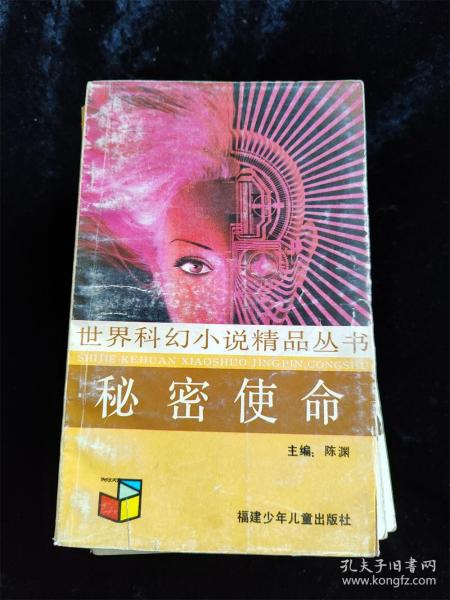 世界科幻小说精品丛书
SHIJIE KEHUAN XIAOSHUO JINGPIN CONGSHU
秘密使命
主编：陈渊
福建少年儿童出版社
孔夫子旧书网
www.kongfz.com